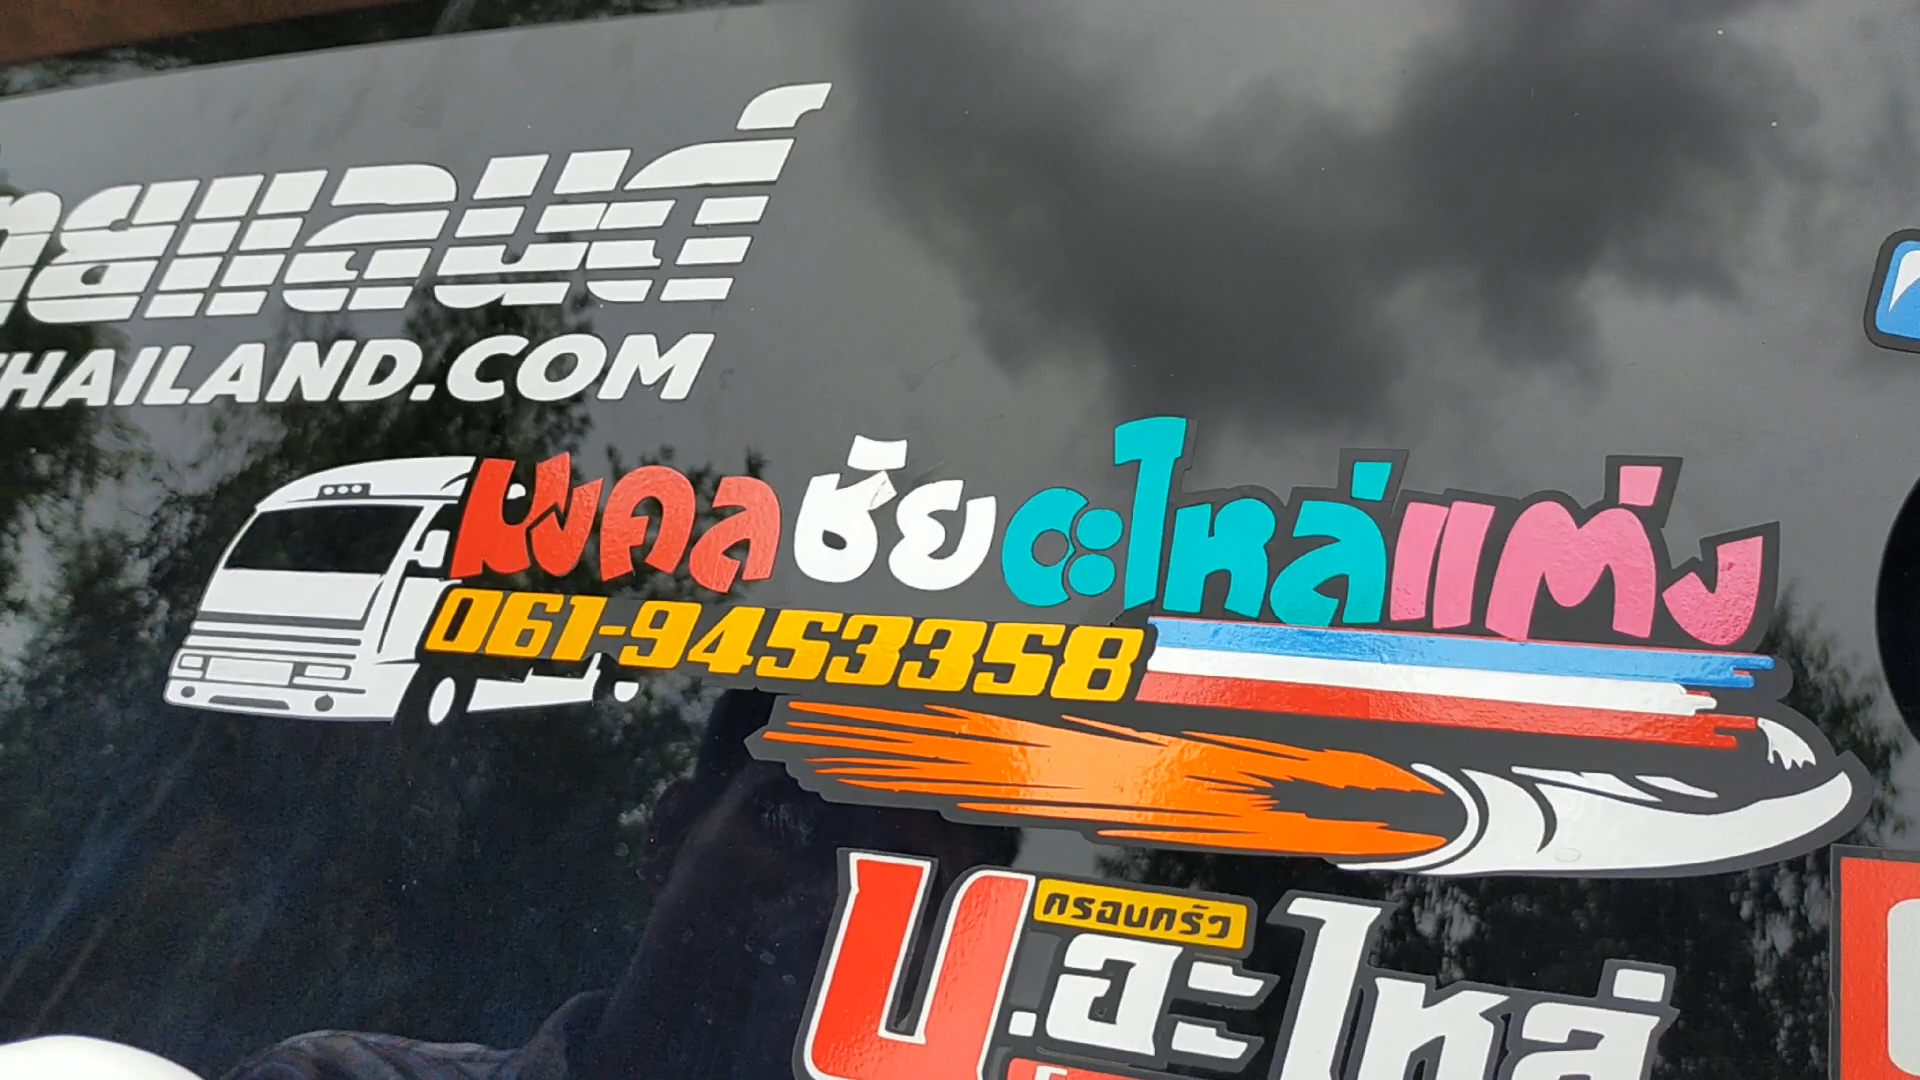 ทยแลนด์
THAILAND.COM
มงคลชัยอะไหล่แต่ง
061-9453358
ครอบครัว
บ.อะไหล่